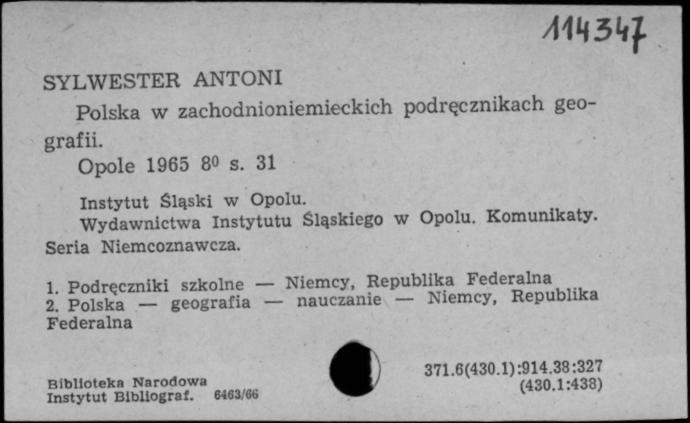 114347
SYLWESTER ANTONI
Polska w zachodnioniemieckich podręcznikach geo-
grafii.
Opole 1965 8⁰ s. 31
Instytut Śląski w Opolu.
Wydawnictwa Instytutu Śląskiego w Opolu. Komunikaty.
Seria Niemcoznawcza.
1. Podręczniki szkolne — Niemcy, Republika Federalna
2. Polska — geografia — nauczanie — Niemcy, Republika
Federalna
371.6(430.1):914.38:327
(430.1:438)
Biblioteka Narodowa
Instytut Bibliograf. 6463/66